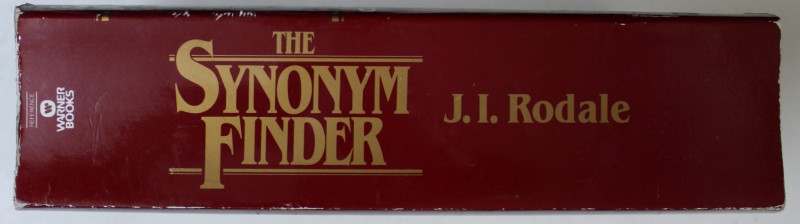 THE
SYNONYM
FINDER
J.I. Rodale
REFERENCE
WARNER
BOOKS